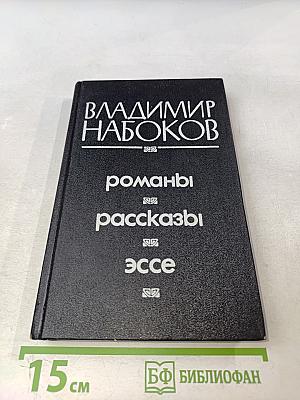 ВЛАДИМИР
НАБОКОВ
романы
рассказы
эссе
15 см
БФ БИБЛИОФАН